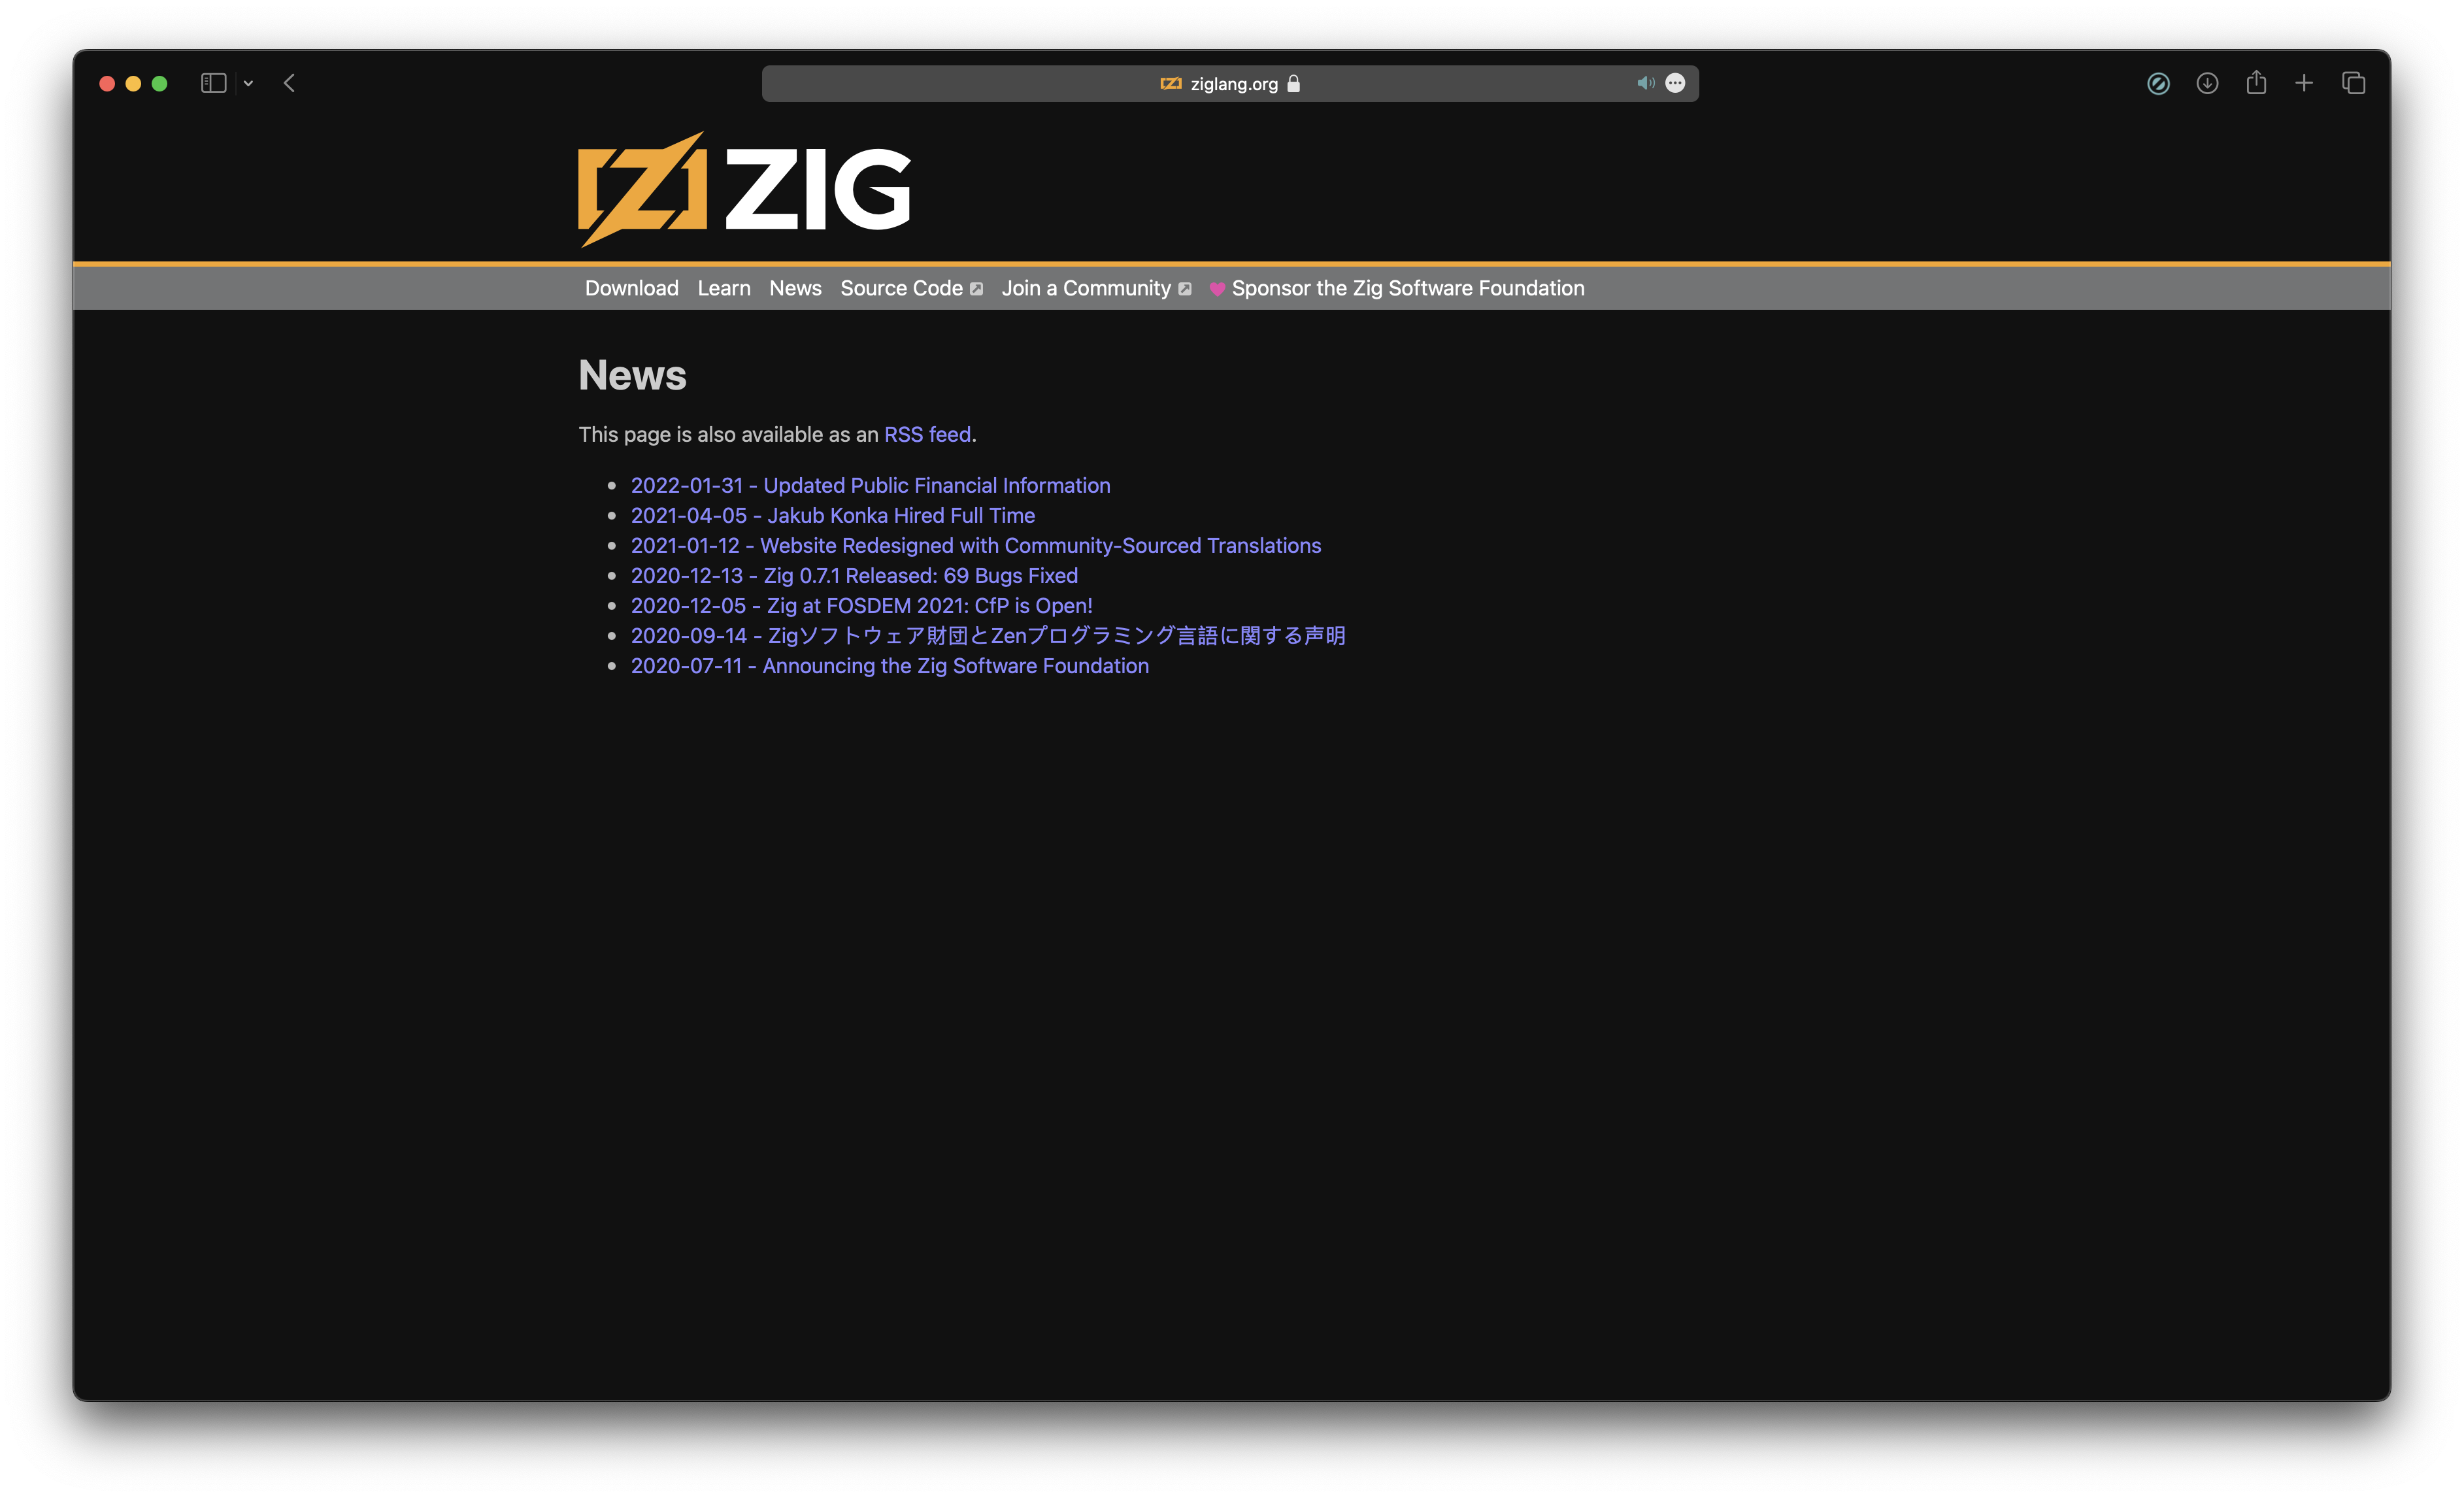 ziglang.org
ZIG
Download Learn News Source Code Join a Community Sponsor the Zig Software Foundation
News
This page is also available as an RSS feed.
2022-01-31 - Updated Public Financial Information
2021-04-05 - Jakub Konka Hired Full Time
2021-01-12 - Website Redesigned with Community-Sourced Translations
2020-12-13 - Zig 0.7.1 Released: 69 Bugs Fixed
2020-12-05 - Zig at FOSDEM 2021: CfP is Open!
2020-09-14 - Zigソフトウェア財団とZenプログラミング言語に関する声明
2020-07-11 - Announcing the Zig Software Foundation